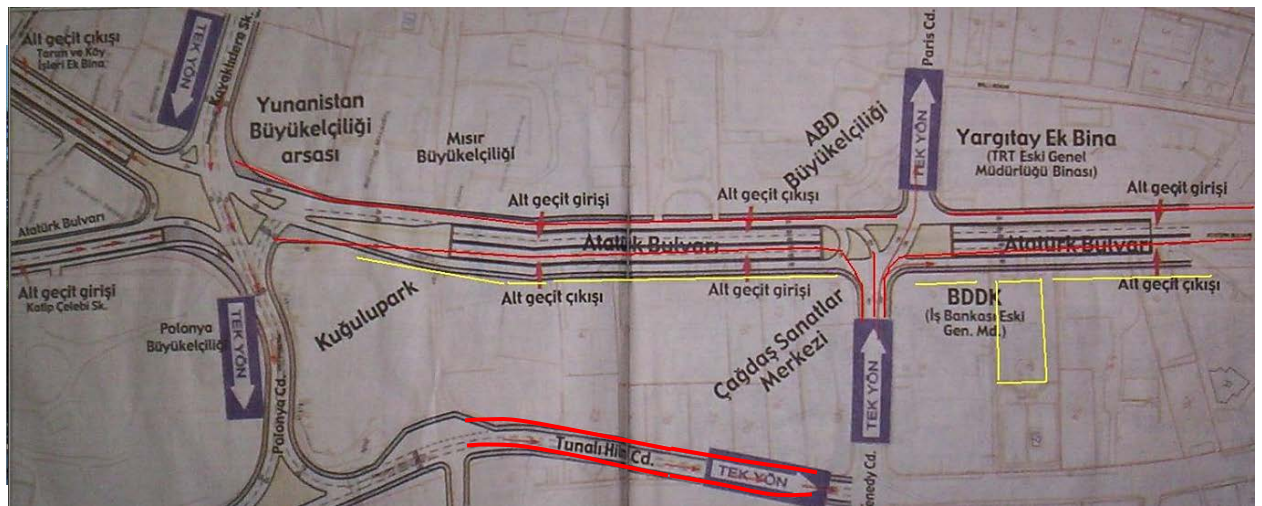 Alt geçit çıkışı
Tarım ve Köy
İşleri Ek Bina
TEK YÖN
Kavaklıdere Sk.
Yunanistan
Büyükelçiliği
arsası
Mısır
Büyükelçiliği
ABD
Büyükelçiliği
Paris Cd.
TEK YÖN
Yargıtay Ek Bina
(TRT Eski Genel
Müdürlüğü Binası)
Alt geçit girişi
Alt geçit çıkışı
Alt geçit girişi
Atatürk Bulvarı
Atatürk Bulvarı
Atatürk Bulvarı
Alt geçit girişi
Katip Çelebi Sk.
Alt geçit çıkışı
Alt geçit girişi
Alt geçit çıkışı
Polonya
Büyükelçiliği
TEK YÖN
Polonya Cd.
Kuğulupark
Çağdaş Sanatlar
Merkezi
BDDK
(İş Bankası Eski
Gen. Md.)
TEK YÖN
Tunalı Hilmi Cd.
TEK YÖN
enedy Cd.